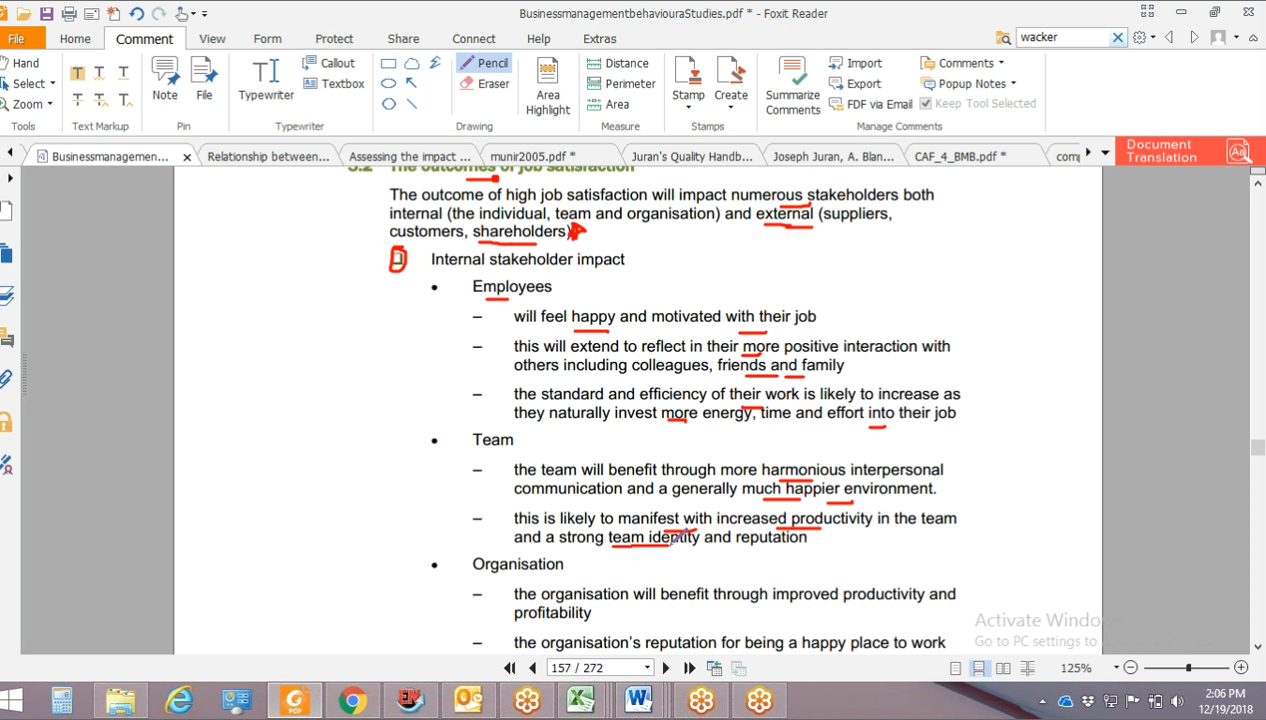 BusinessmanagementbehaviouraStudies.pdf * - Foxit Reader
File Home Comment View Form Protect Share Connect Help Extras
wacker
Hand
Select
Zoom
Tools
Text Markup
Note
File
Pin
Typewriter
Callout
Textbox
Typewriter
Pencil
Eraser
Drawing
Area Highlight
Distance
Perimeter
Area
Measure
Stamp
Create
Stamps
Summarize Comments
Import
Export
FDF via Email
Comments
Popup Notes
Keep Tool Selected
Manage Comments
Businessmanagemen... Relationship between... Assessing the impact ... munir2005.pdf * Juran's Quality Handb... Joseph Juran, A. Blan... CAF_4_BMB.pdf * comp
Document Translation
3.2 The outcomes of job satisfaction
The outcome of high job satisfaction will impact numerous stakeholders both
internal (the individual, team and organisation) and external (suppliers,
customers, shareholders)
Internal stakeholder impact
• Employees
– will feel happy and motivated with their job
– this will extend to reflect in their more positive interaction with
others including colleagues, friends and family
– the standard and efficiency of their work is likely to increase as
they naturally invest more energy, time and effort into their job
• Team
– the team will benefit through more harmonious interpersonal
communication and a generally much happier environment.
– this is likely to manifest with increased productivity in the team
and a strong team identity and reputation
• Organisation
– the organisation will benefit through improved productivity and
profitability
– the organisation's reputation for being a happy place to work
Activate Windows
Go to PC settings to
157 / 272
125%
2:06 PM
12/19/2018